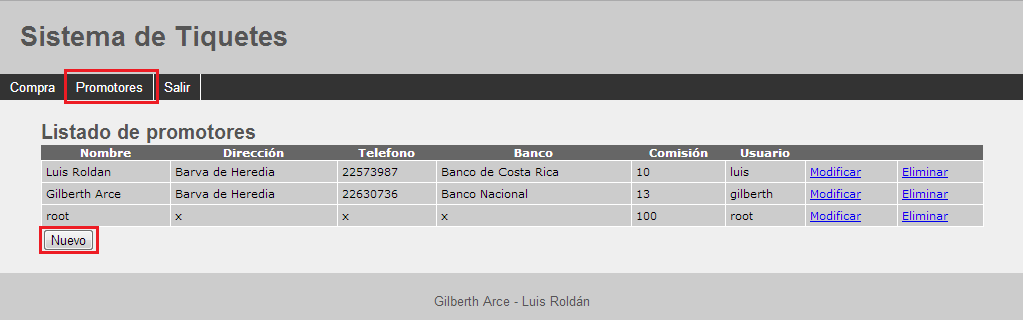 Sistema de Tiquetes
Compra Promotores Salir
Listado de promotores
Nombre Dirección Telefono Banco Comisión Usuario
Luis Roldan Barva de Heredia 22573987 Banco de Costa Rica 10 luis Modificar Eliminar
Gilberth Arce Barva de Heredia 22630736 Banco Nacional 13 gilberth Modificar Eliminar
root x x x 100 root Modificar Eliminar
Nuevo
Gilberth Arce - Luis Roldán